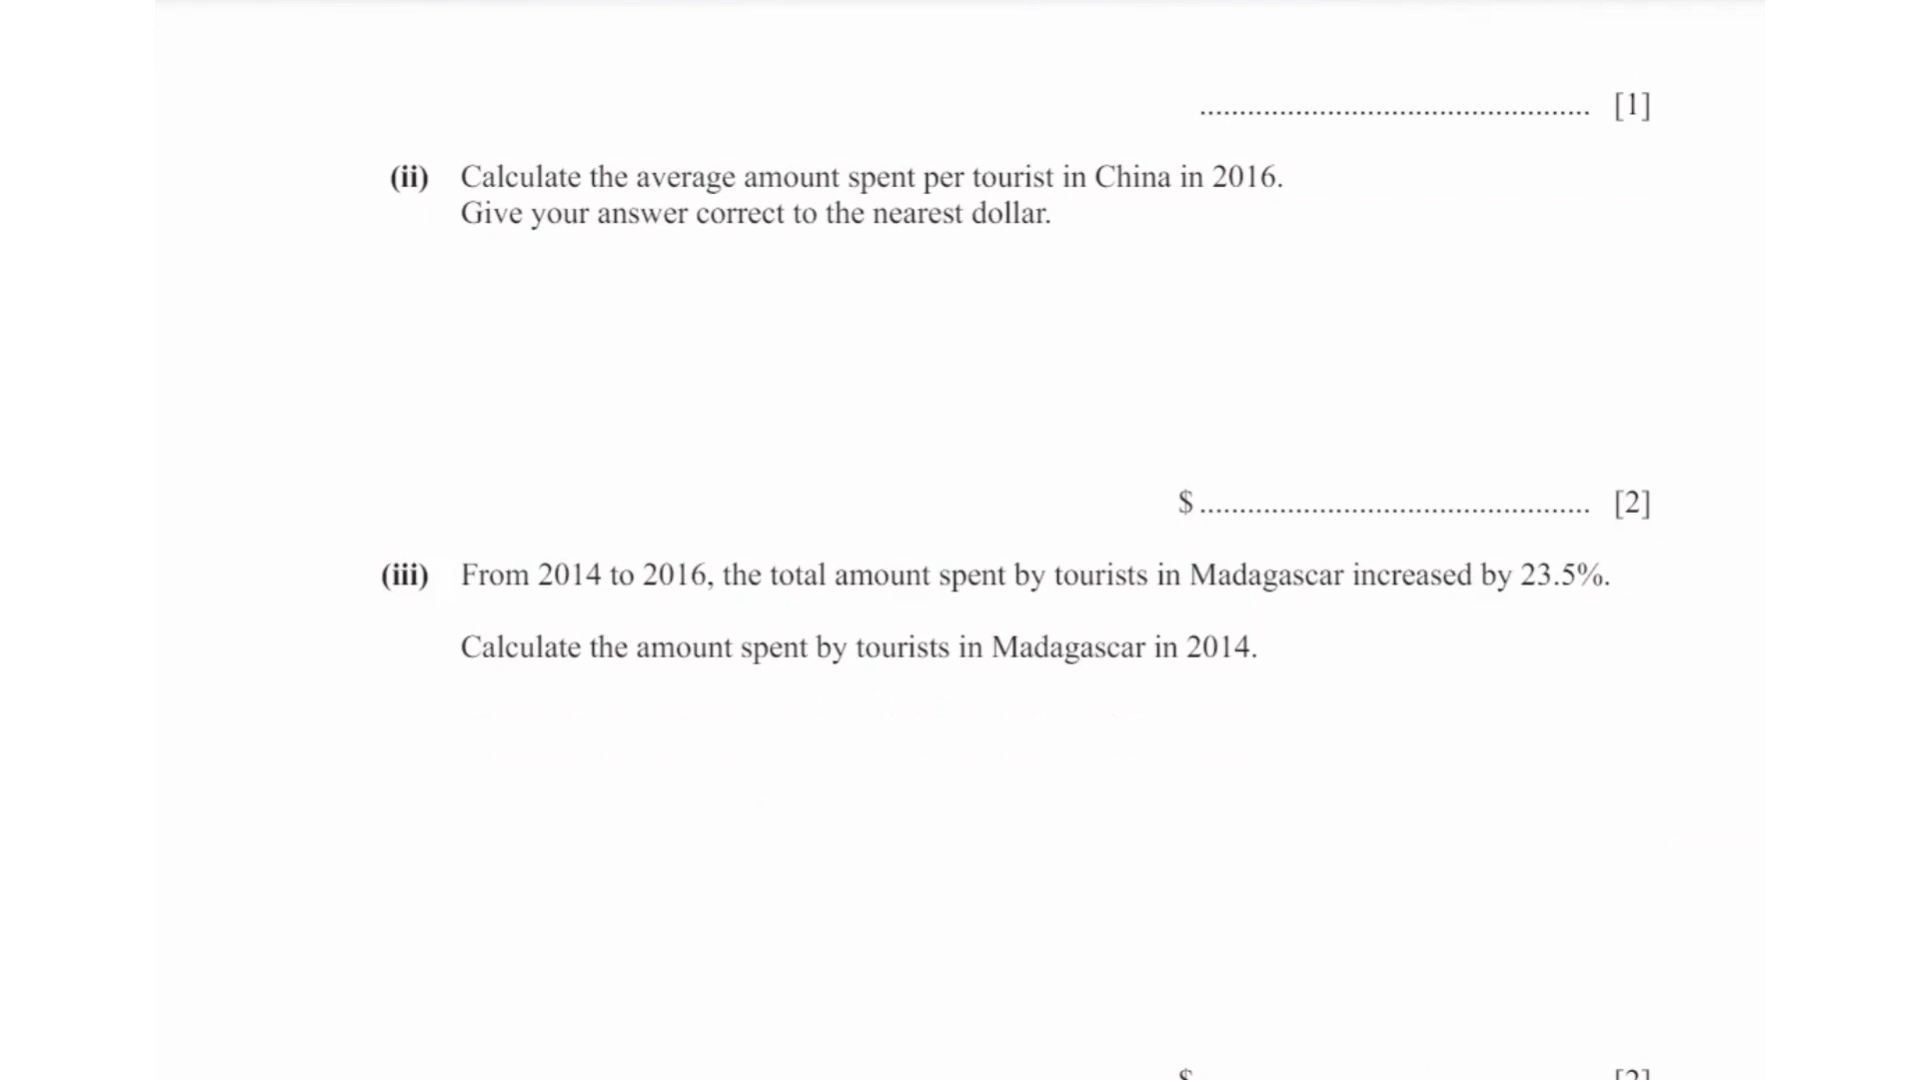 .................................................. [1]
(ii) Calculate the average amount spent per tourist in China in 2016.
Give your answer correct to the nearest dollar.
$ .................................................. [2]
(iii) From 2014 to 2016, the total amount spent by tourists in Madagascar increased by 23.5%.
Calculate the amount spent by tourists in Madagascar in 2014.